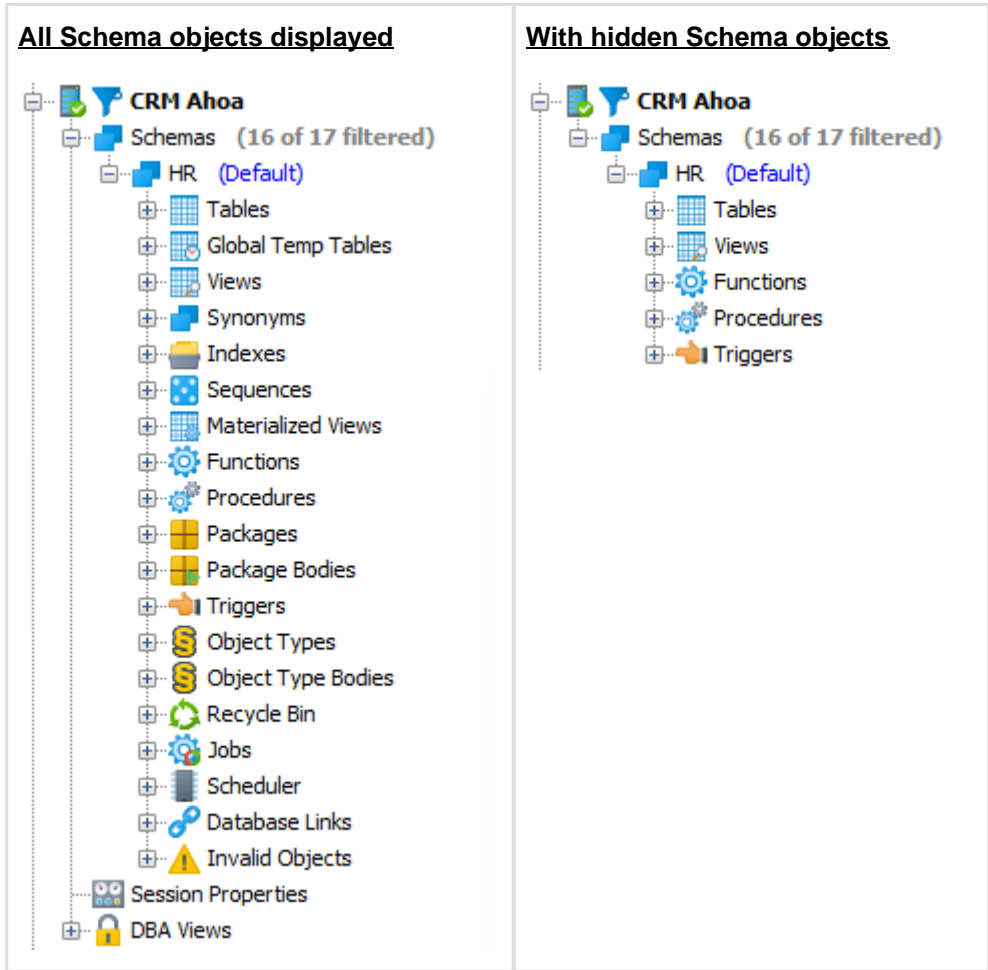 All Schema objects displayed
CRM Ahoa
Schemas (16 of 17 filtered)
HR (Default)
Tables
Global Temp Tables
Views
Synonyms
Indexes
Sequences
Materialized Views
Functions
Procedures
Packages
Package Bodies
Triggers
Object Types
Object Type Bodies
Recycle Bin
Jobs
Scheduler
Database Links
Invalid Objects
Session Properties
DBA Views
With hidden Schema objects
CRM Ahoa
Schemas (16 of 17 filtered)
HR (Default)
Tables
Views
Functions
Procedures
Triggers